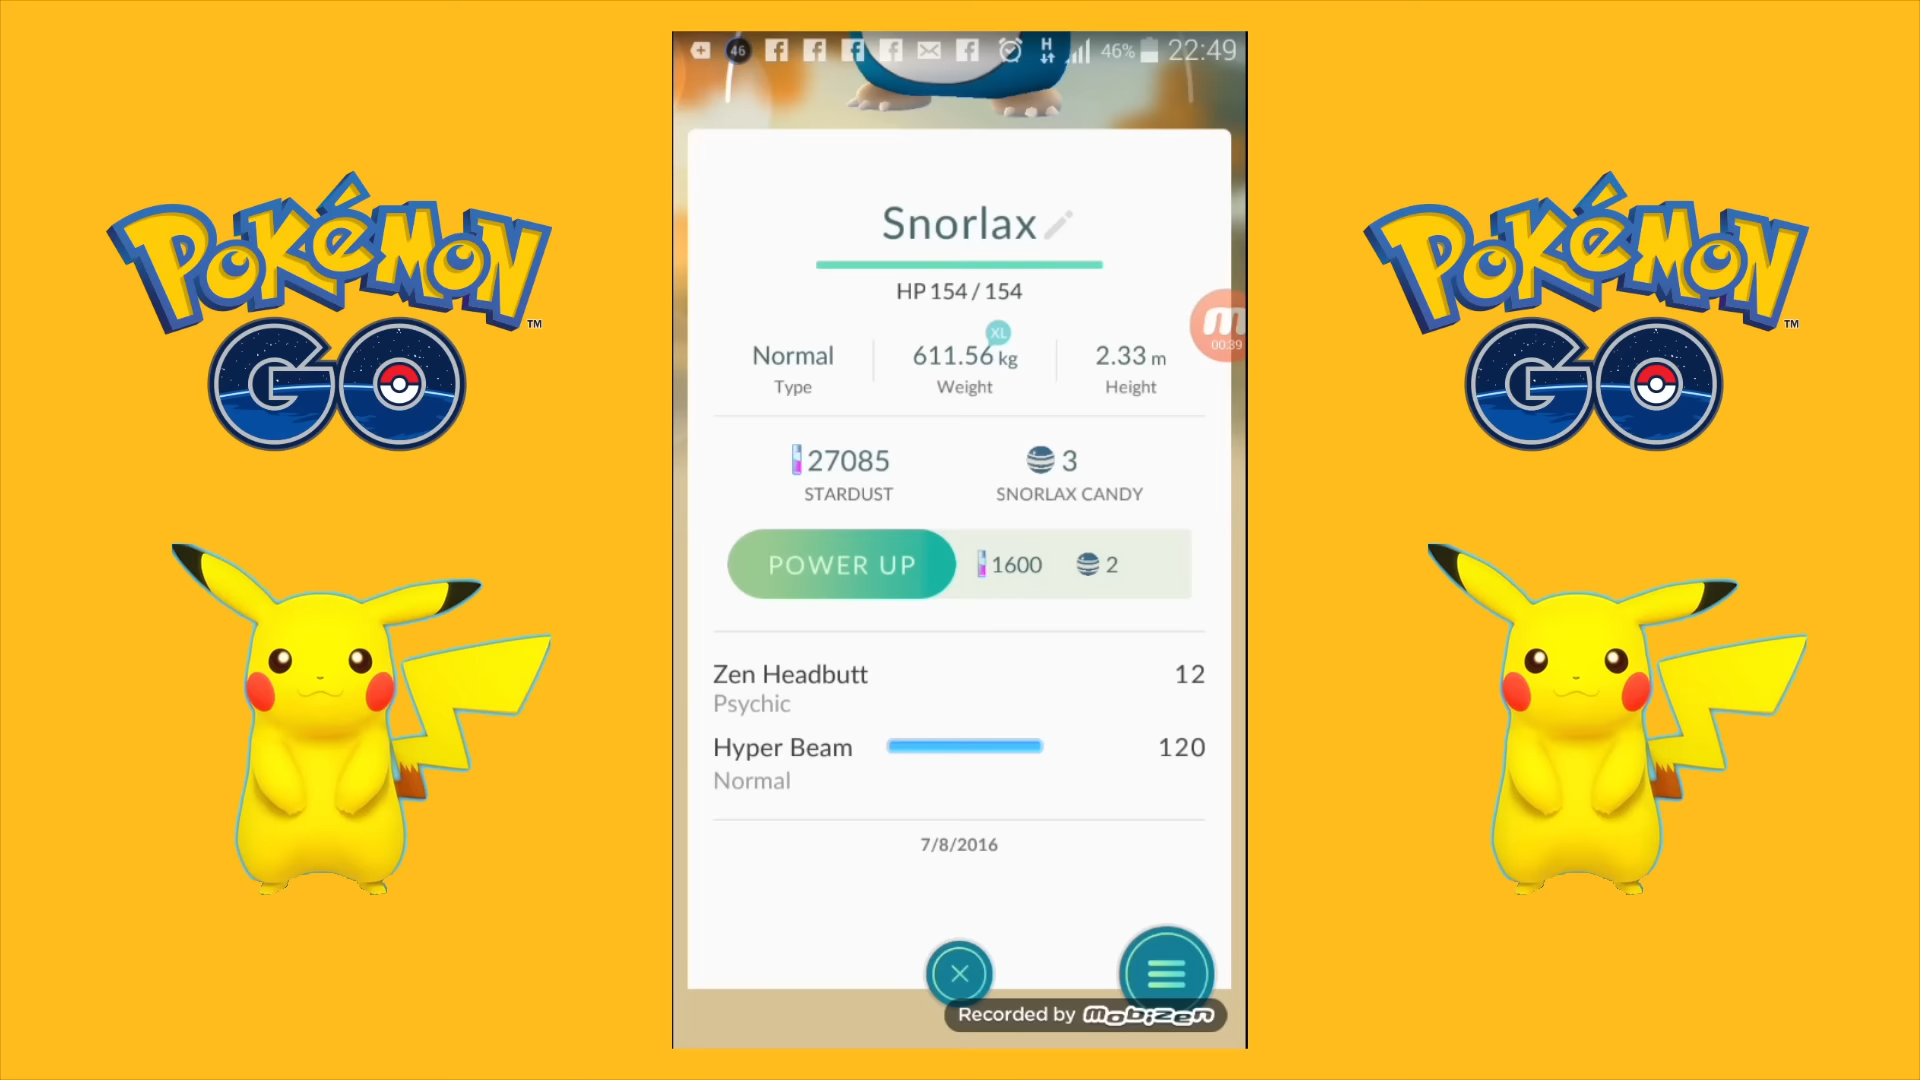 46 46% 22:49
POKÉMON
GO
TM
POKÉMON
GO
TM
Snorlax
HP 154 / 154
XL
Normal 611.56 kg 2.33 m
Type Weight Height
m
00:39
27085 3
STARDUST SNORLAX CANDY
POWER UP 1600 2
Zen Headbutt 12
Psychic
Hyper Beam 120
Normal
7/8/2016
Recorded by mobizen